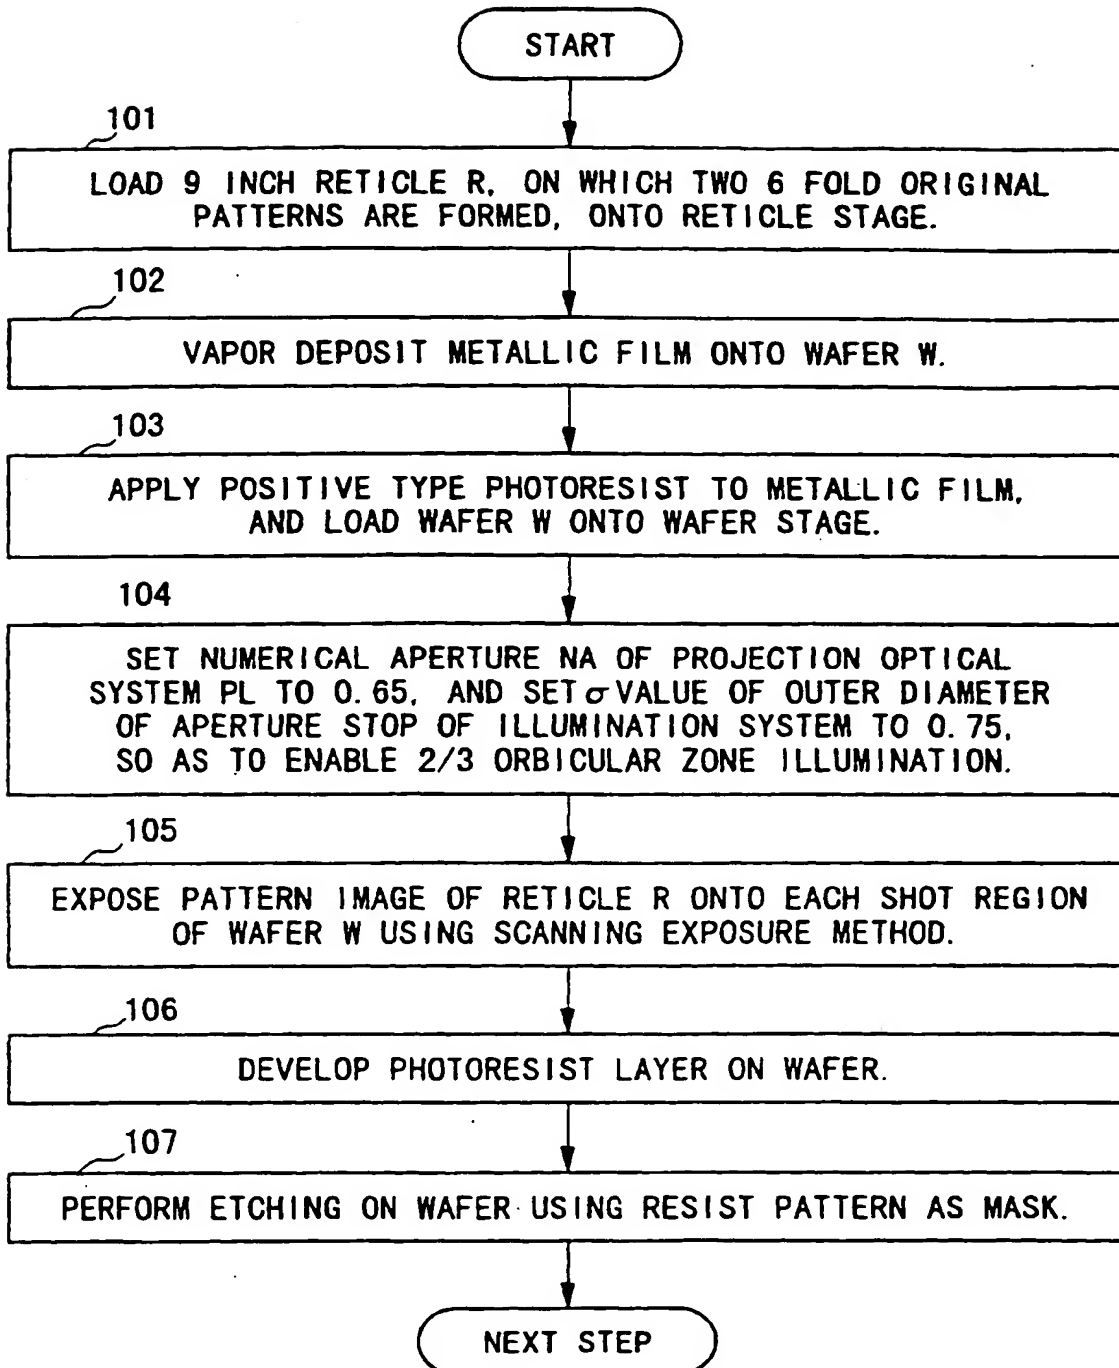 START
101
LOAD 9 INCH RETICLE R, ON WHICH TWO 6 FOLD ORIGINAL
PATTERNS ARE FORMED, ONTO RETICLE STAGE.
102
VAPOR DEPOSIT METALLIC FILM ONTO WAFER W.
103
APPLY POSITIVE TYPE PHOTORESIST TO METALLIC FILM,
AND LOAD WAFER W ONTO WAFER STAGE.
104
SET NUMERICAL APERTURE NA OF PROJECTION OPTICAL
SYSTEM PL TO 0.65, AND SET σ VALUE OF OUTER DIAMETER
OF APERTURE STOP OF ILLUMINATION SYSTEM TO 0.75,
SO AS TO ENABLE 2/3 ORBICULAR ZONE ILLUMINATION.
105
EXPOSE PATTERN IMAGE OF RETICLE R ONTO EACH SHOT REGION
OF WAFER W USING SCANNING EXPOSURE METHOD.
106
DEVELOP PHOTORESIST LAYER ON WAFER.
107
PERFORM ETCHING ON WAFER USING RESIST PATTERN AS MASK.
NEXT STEP